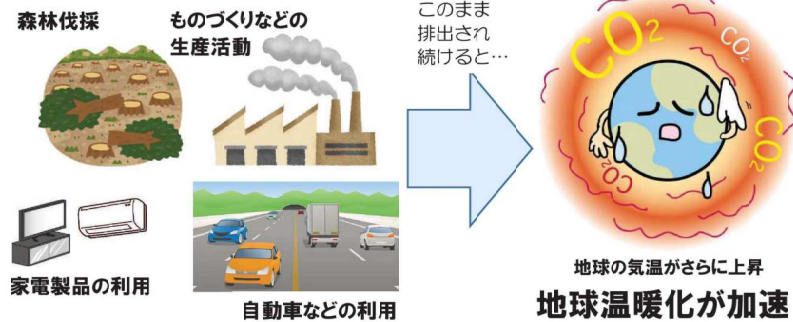 森林伐採
ものづくりなどの
生産活動
家電製品の利用
自動車などの利用
このまま
排出され
続けると…
CO2
CO2
CO2
CO2
地球の気温がさらに上昇
地球温暖化が加速